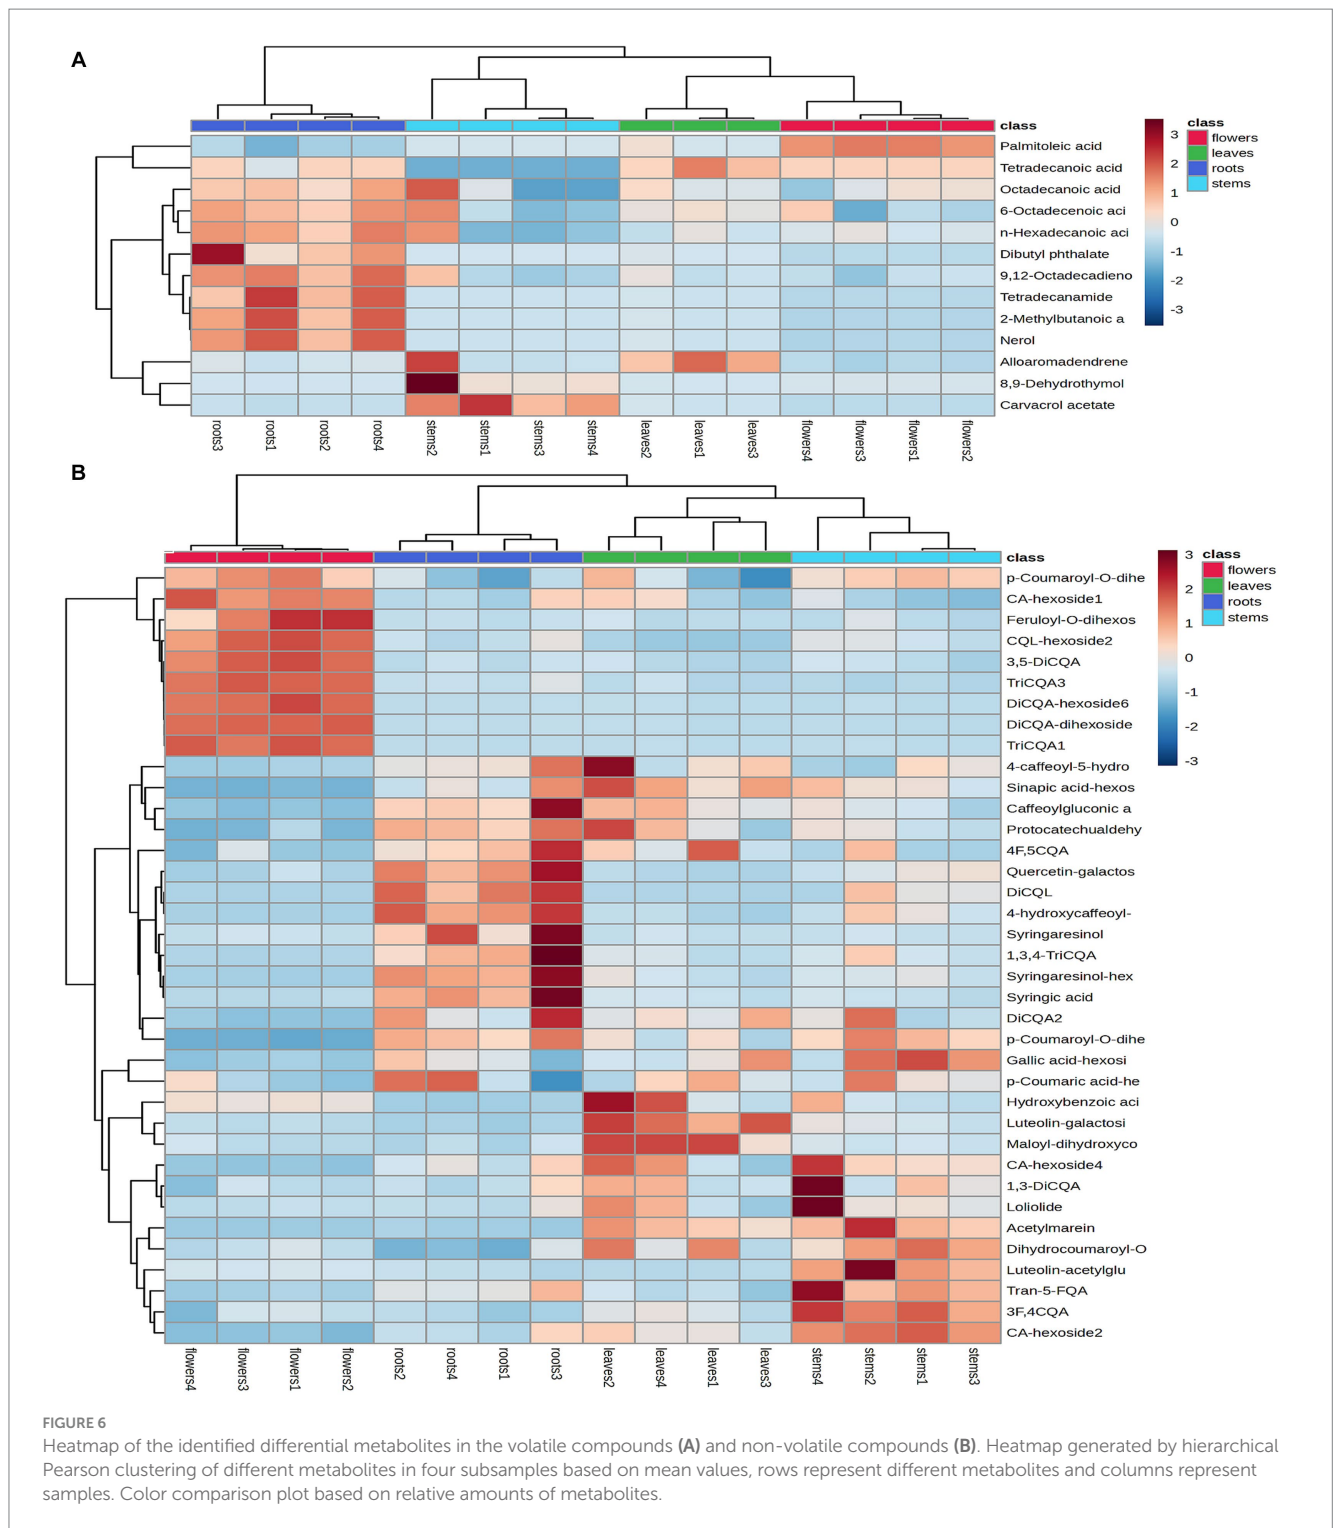 A
class
Palmitoleic acid
Tetradecanoic acid
Octadecanoic acid
6-Octadecenoic aci
n-Hexadecanoic aci
Dibutyl phthalate
9,12-Octadecadieno
Tetradecanamide
2-Methylbutanoic a
Nerol
Alloaromadendrene
8,9-Dehydrothymol
Carvacrol acetate
3
2
1
0
-1
-2
-3
class
flowers
leaves
roots
stems
roots3
roots1
roots2
roots4
stems2
stems1
stems3
stems4
leaves2
leaves1
leaves3
flowers4
flowers3
flowers1
flowers2
B
class
p-Coumaroyl-O-dihe
CA-hexoside1
Feruloyl-O-dihexos
CQL-hexoside2
3,5-DiCQA
TriCQA3
DiCQA-hexoside6
DiCQA-dihexoside
TriCQA1
4-caffeoyl-5-hydro
Sinapic acid-hexos
Caffeoylgluconic a
Protocatechualdehy
4F,5CQA
Quercetin-galactos
DiCQL
4-hydroxycaffeoyl-
Syringaresinol
1,3,4-TriCQA
Syringaresinol-hex
Syringic acid
DiCQA2
p-Coumaroyl-O-dihe
Gallic acid-hexosi
p-Coumaric acid-he
Hydroxybenzoic aci
Luteolin-galactosi
Maloyl-dihydroxyco
CA-hexoside4
1,3-DiCQA
Loliolide
Acetylmarein
Dihydrocoumaroyl-O
Luteolin-acetylglu
Tran-5-FQA
3F,4CQA
CA-hexoside2
3
2
1
0
-1
-2
-3
class
flowers
leaves
roots
stems
flowers4
flowers3
flowers1
flowers2
roots2
roots4
roots1
roots3
leaves2
leaves4
leaves1
leaves3
stems4
stems2
stems1
stems3
FIGURE 6
Heatmap of the identified differential metabolites in the volatile compounds (A) and non-volatile compounds (B). Heatmap generated by hierarchical
Pearson clustering of different metabolites in four subsamples based on mean values, rows represent different metabolites and columns represent
samples. Color comparison plot based on relative amounts of metabolites.